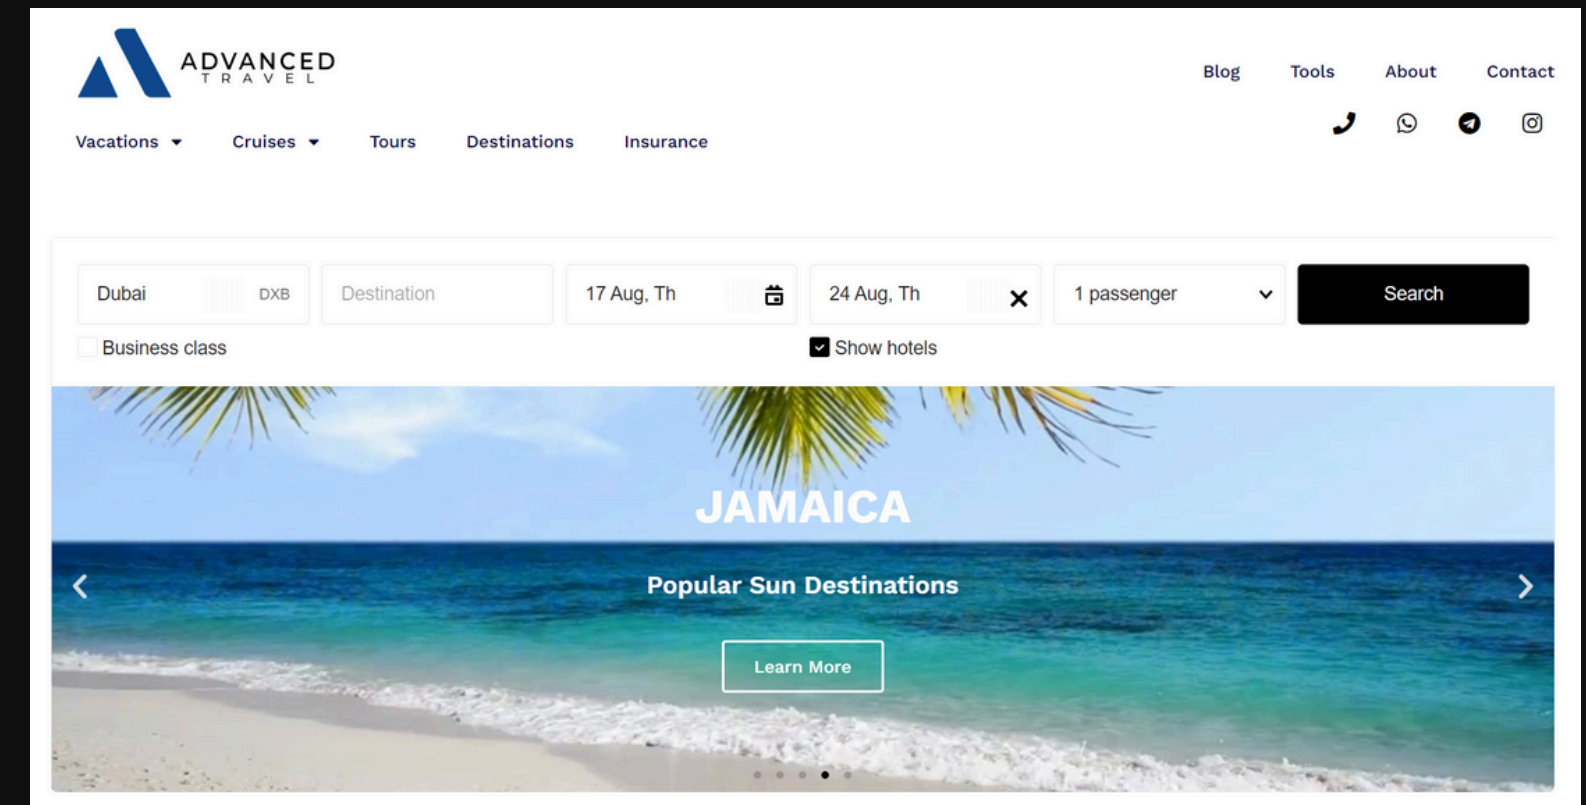 ADVANCED
TRAVEL
Blog Tools About Contact
Vacations Cruises Tours Destinations Insurance
Dubai DXB Destination 17 Aug, Th 24 Aug, Th 1 passenger Search
Business class Show hotels
JAMAICA
Popular Sun Destinations
Learn More